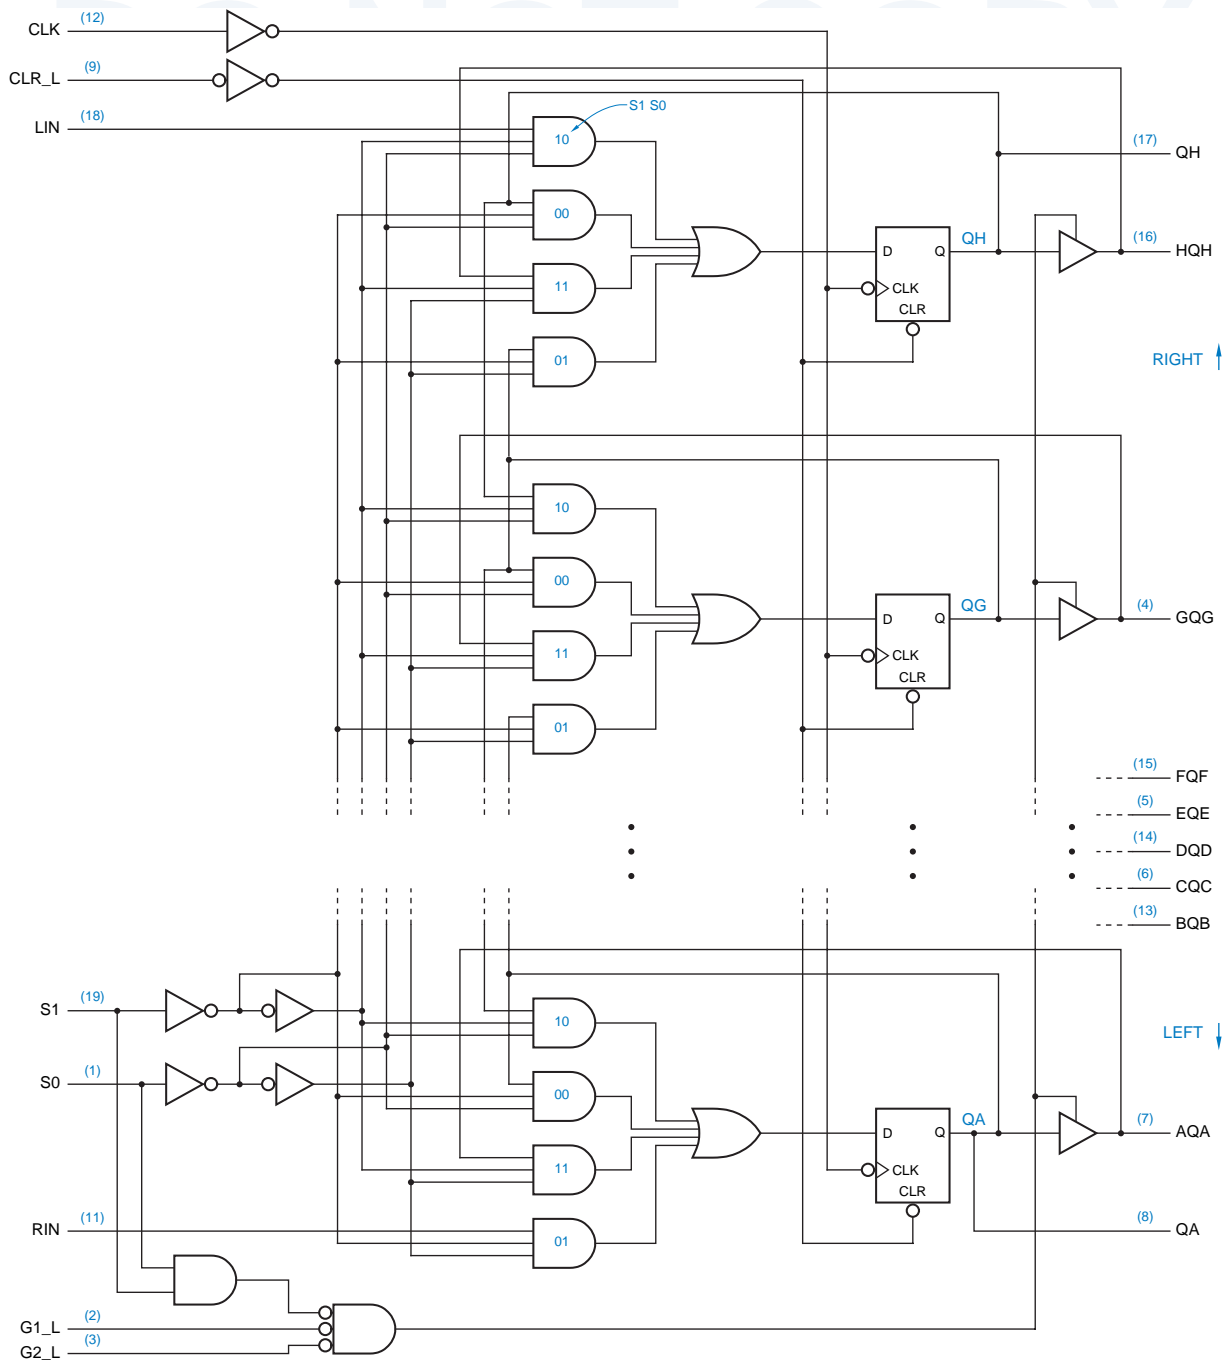 CLK (12)
CLR_L (9)
LIN (18)
S1 S0
10
(17) QH
00
QH
D Q
(16) HQH
11
CLK
CLR
01
RIGHT
10
00
QG
D Q
(4) GQG
11
CLK
CLR
01
(15) FQF
(5) EQE
(14) DQD
(6) CQC
(13) BQB
S1 (19)
10
LEFT
S0 (1)
00
QA
D Q
(7) AQA
11
CLK
CLR
RIN (11)
01
(8) QA
G1_L (2)
G2_L (3)